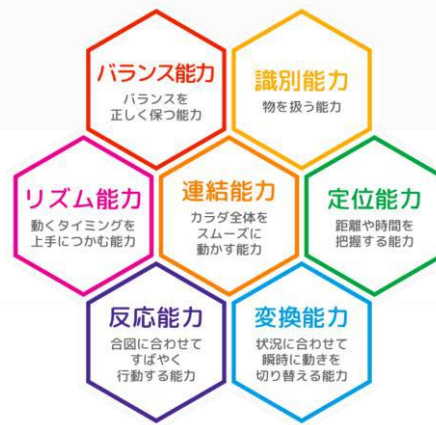 バランス能力
バランスを
正しく保つ能力
識別能力
物を扱う能力
リズム能力
動くタイミングを
上手につかむ能力
連結能力
カラダ全体を
スムーズに
動かす能力
定位能力
距離や時間を
把握する能力
反応能力
合図に合わせて
すばやく
行動する能力
変換能力
状況に合わせて
瞬時に動きを
切り替える能力